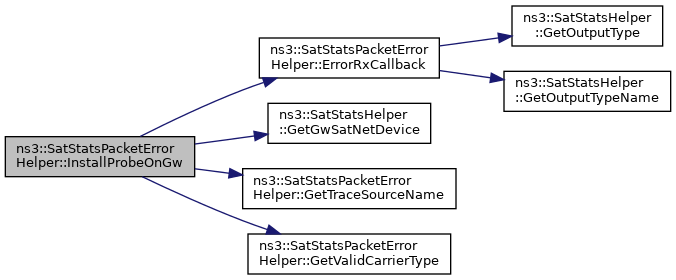 ns3::SatStatsPacketError
Helper::InstallProbeOnGw
ns3::SatStatsPacketError
Helper::ErrorRxCallback
ns3::SatStatsHelper
::GetOutputType
ns3::SatStatsHelper
::GetOutputTypeName
ns3::SatStatsHelper
::GetGwSatNetDevice
ns3::SatStatsPacketError
Helper::GetTraceSourceName
ns3::SatStatsPacketError
Helper::GetValidCarrierType